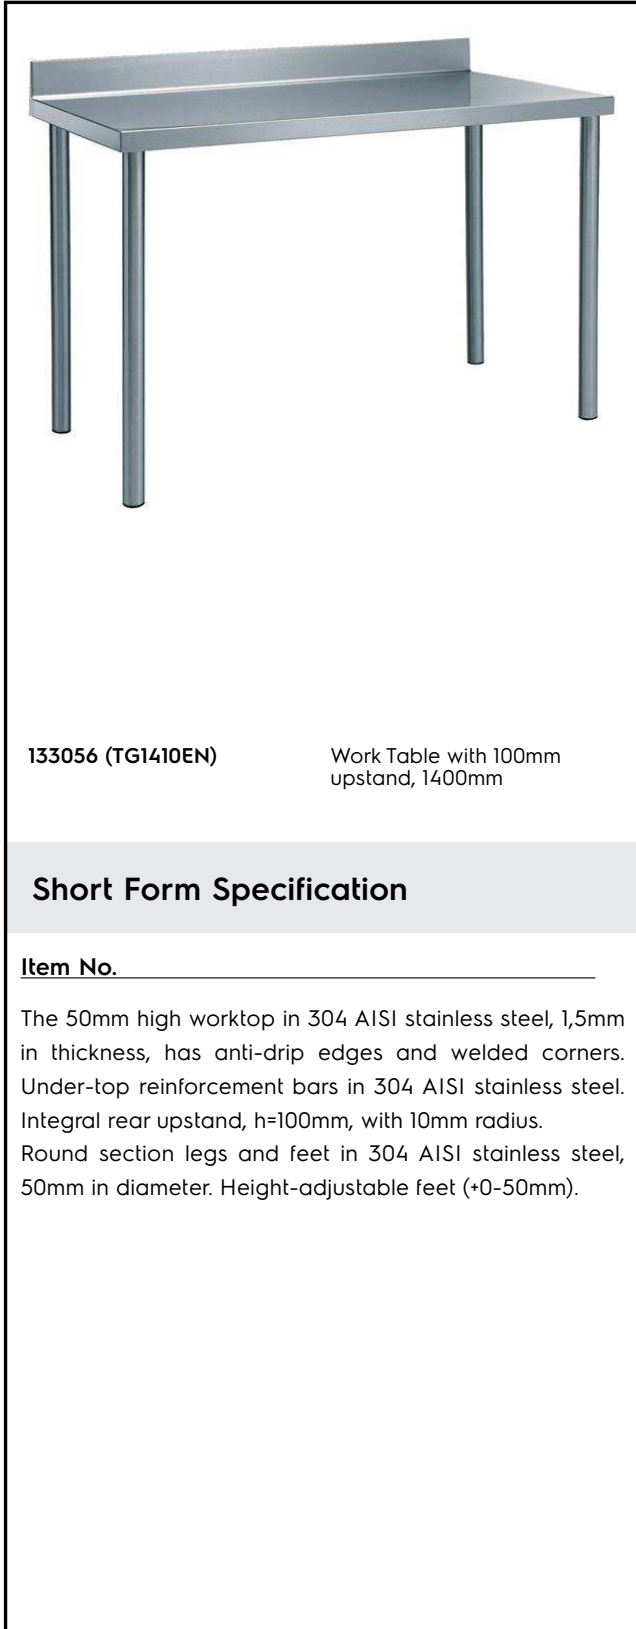 133056 (TG1410EN)
Work Table with 100mm
upstand, 1400mm
Short Form Specification
Item No.
The 50mm high worktop in 304 AISI stainless steel, 1,5mm
in thickness, has anti-drip edges and welded corners.
Under-top reinforcement bars in 304 AISI stainless steel.
Integral rear upstand, h=100mm, with 10mm radius.
Round section legs and feet in 304 AISI stainless steel,
50mm in diameter. Height-adjustable feet (+0-50mm).